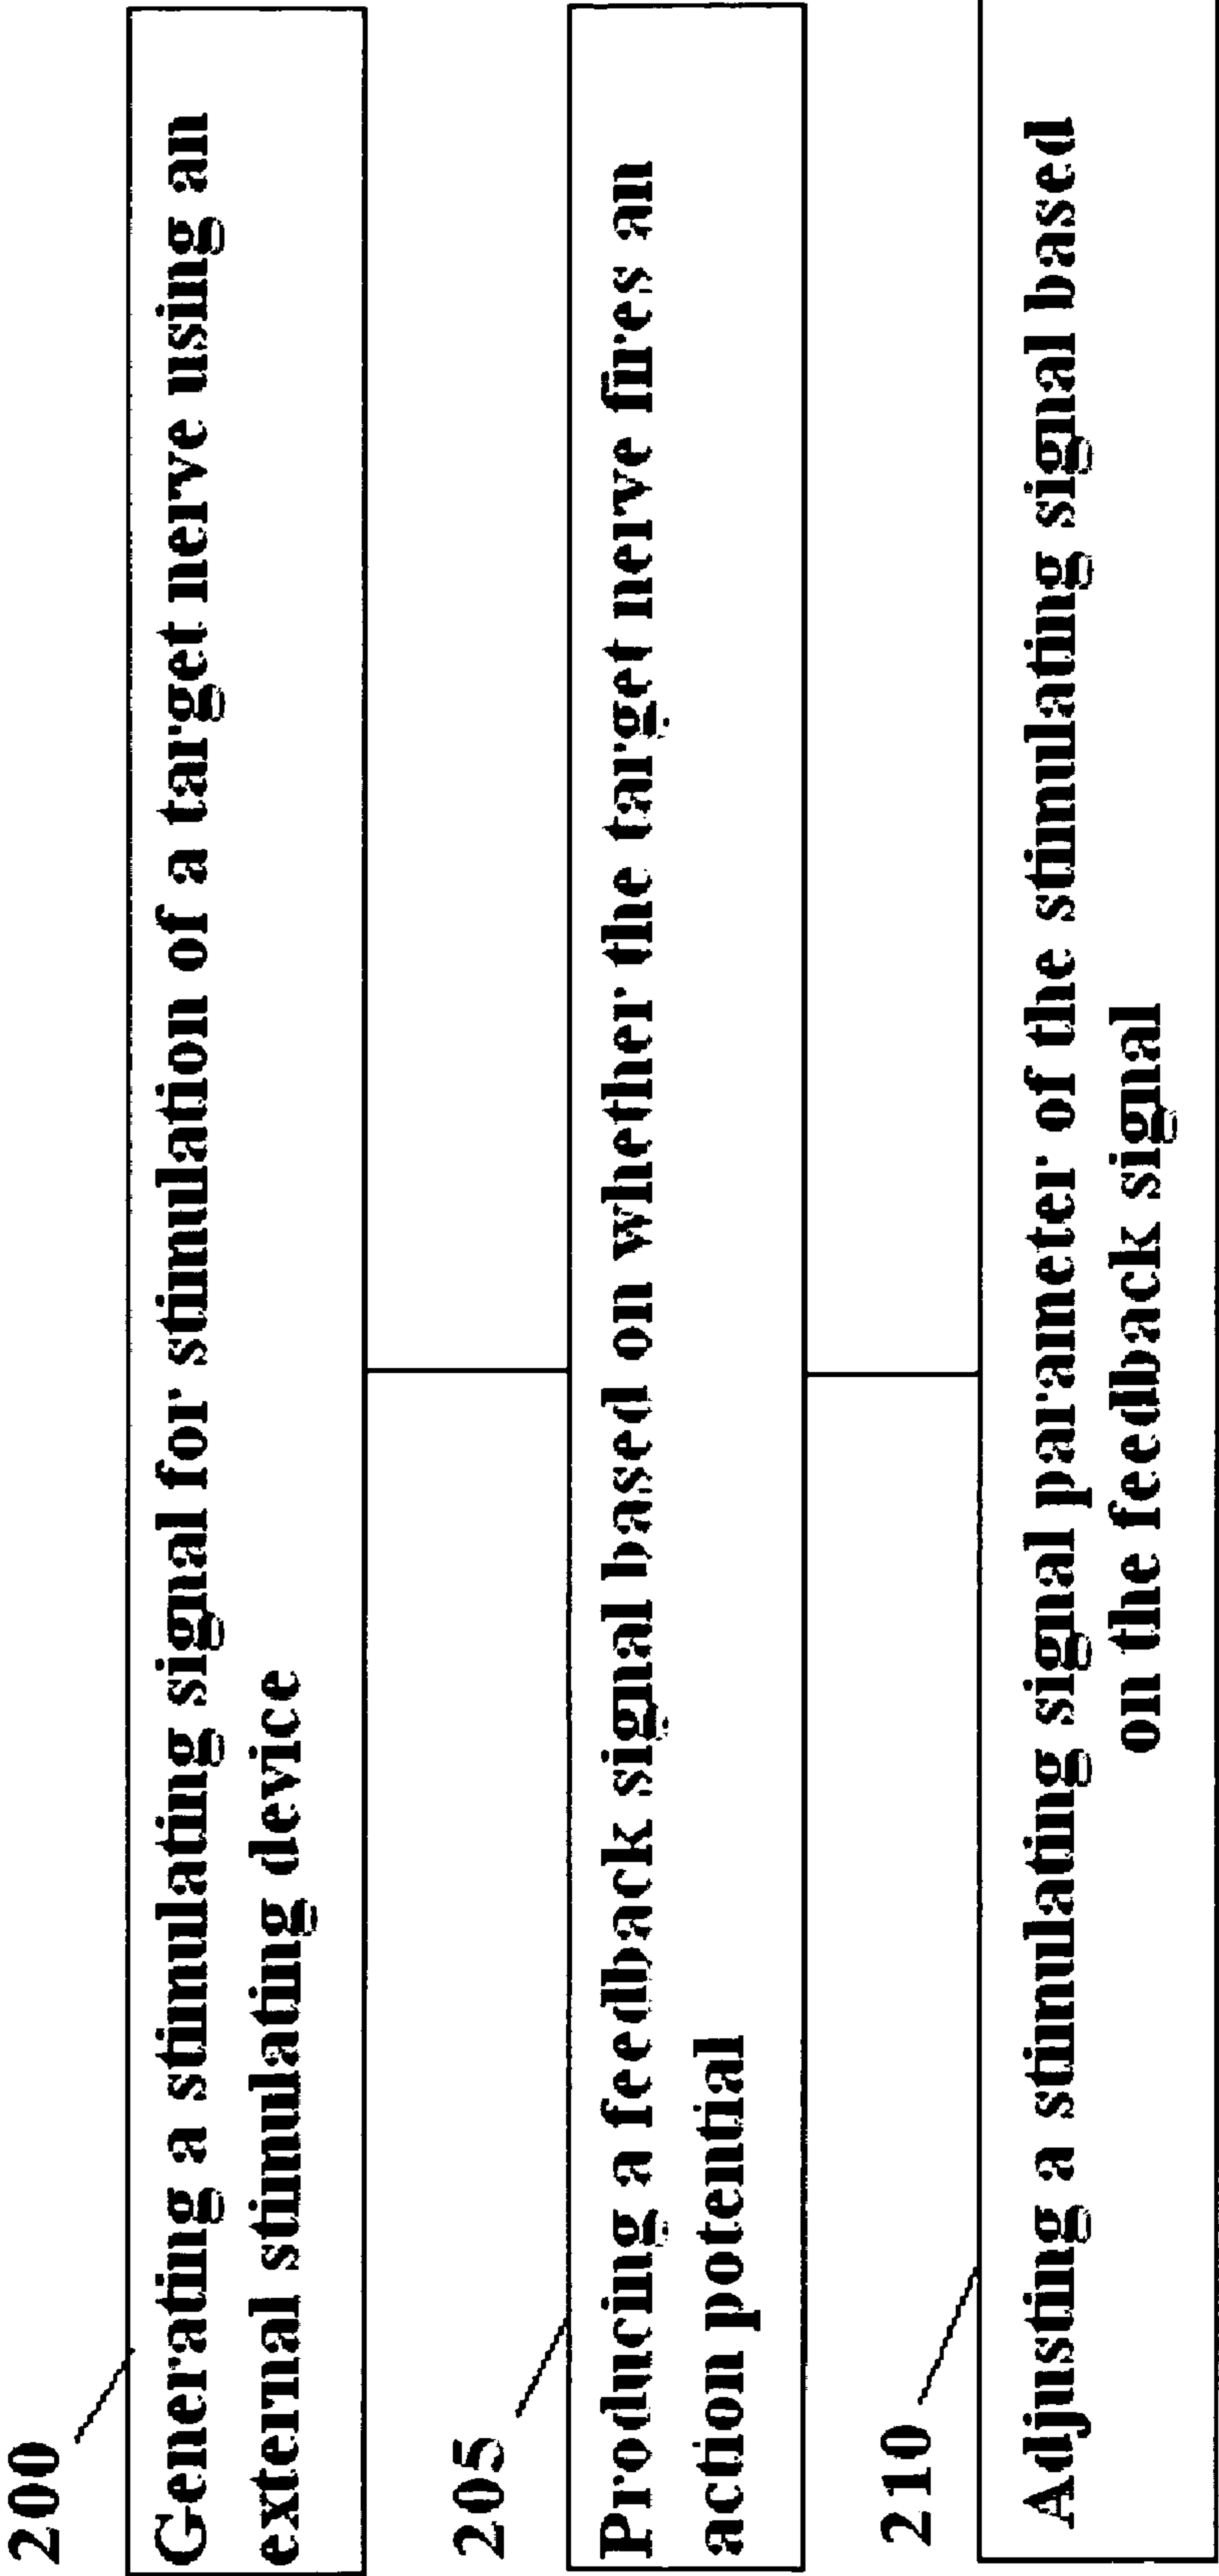 200
Generating a stimulating signal for stimulation of a target nerve using an
external stimulating device
205
Producing a feedback signal based on whether the target nerve fires an
action potential
210
Adjusting a stimulating signal parameter of the stimulating signal based
on the feedback signal